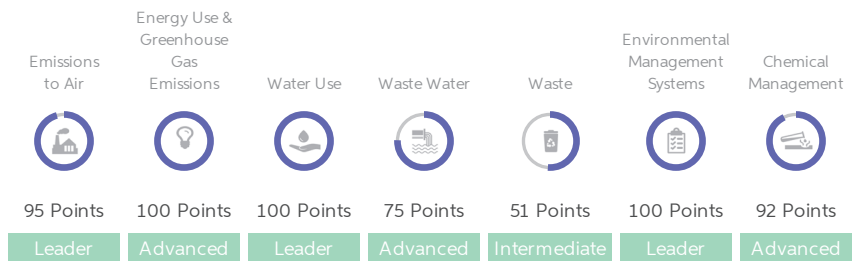 Emissions
to Air
Energy Use &
Greenhouse
Gas
Emissions
Water Use
Waste Water
Waste
Environmental
Management
Systems
Chemical
Management
95 Points
100 Points
100 Points
75 Points
51 Points
100 Points
92 Points
Leader
Advanced
Leader
Advanced
Intermediate
Leader
Advanced